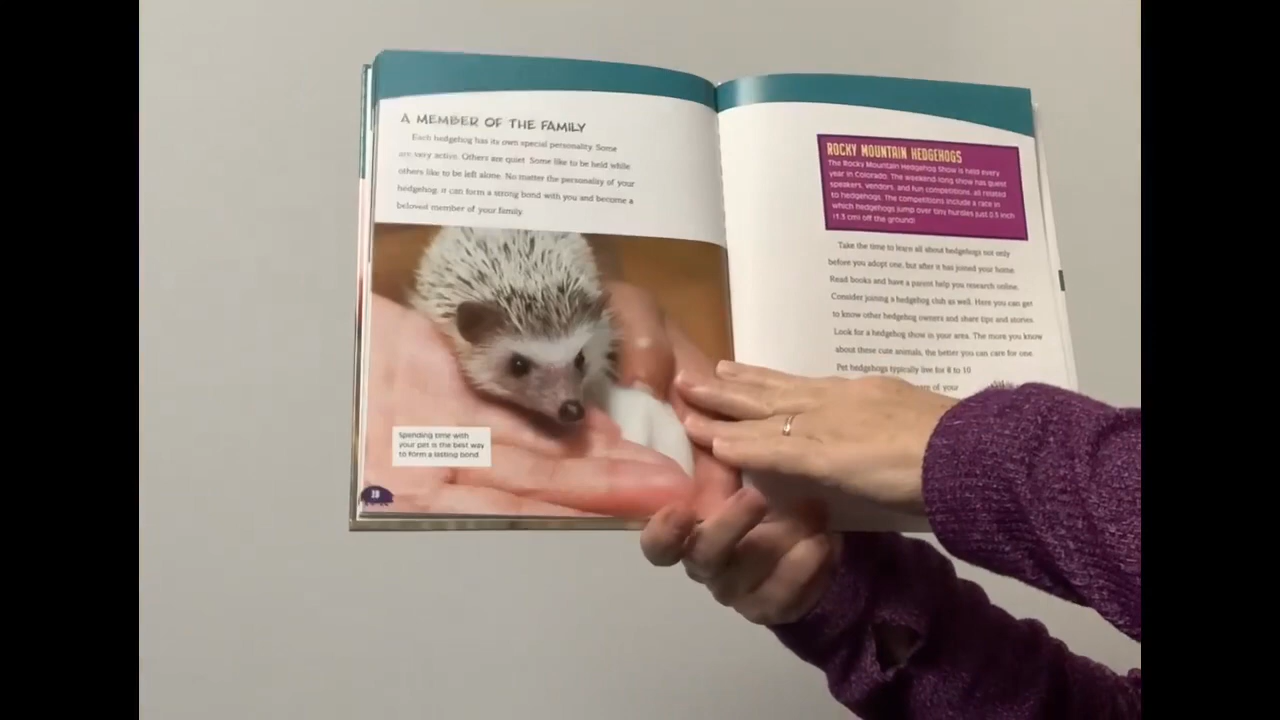 A MEMBER OF THE FAMILY
Each hedgehog has its own special personality. Some
are very active. Others are quiet. Some like to be held while
others like to be left alone. No matter the personality of your
hedgehog, it can form a strong bond with you and become a
beloved member of your family.
Spending time with
your pet is the best way
to form a lasting bond.
ROCKY MOUNTAIN HEDGEHOGS
The Rocky Mountain Hedgehog Show is held every
year in Colorado. The weekend-long show has guest
speakers, vendors, and fun competitions, all related
to hedgehogs. The competitions include a race in
which hedgehogs jump over tiny hurdles just 0.5 inch
(1.3 cm) off the ground!
Take the time to learn all about hedgehogs not only
before you adopt one, but after it has joined your home.
Read books and have a parent help you research online.
Consider joining a hedgehog club as well. Here you can get
to know other hedgehog owners and share tips and stories.
Look for a hedgehog show in your area. The more you know
about these cute animals, the better you can care for one.
Pet hedgehogs typically live for 8 to 10
of your